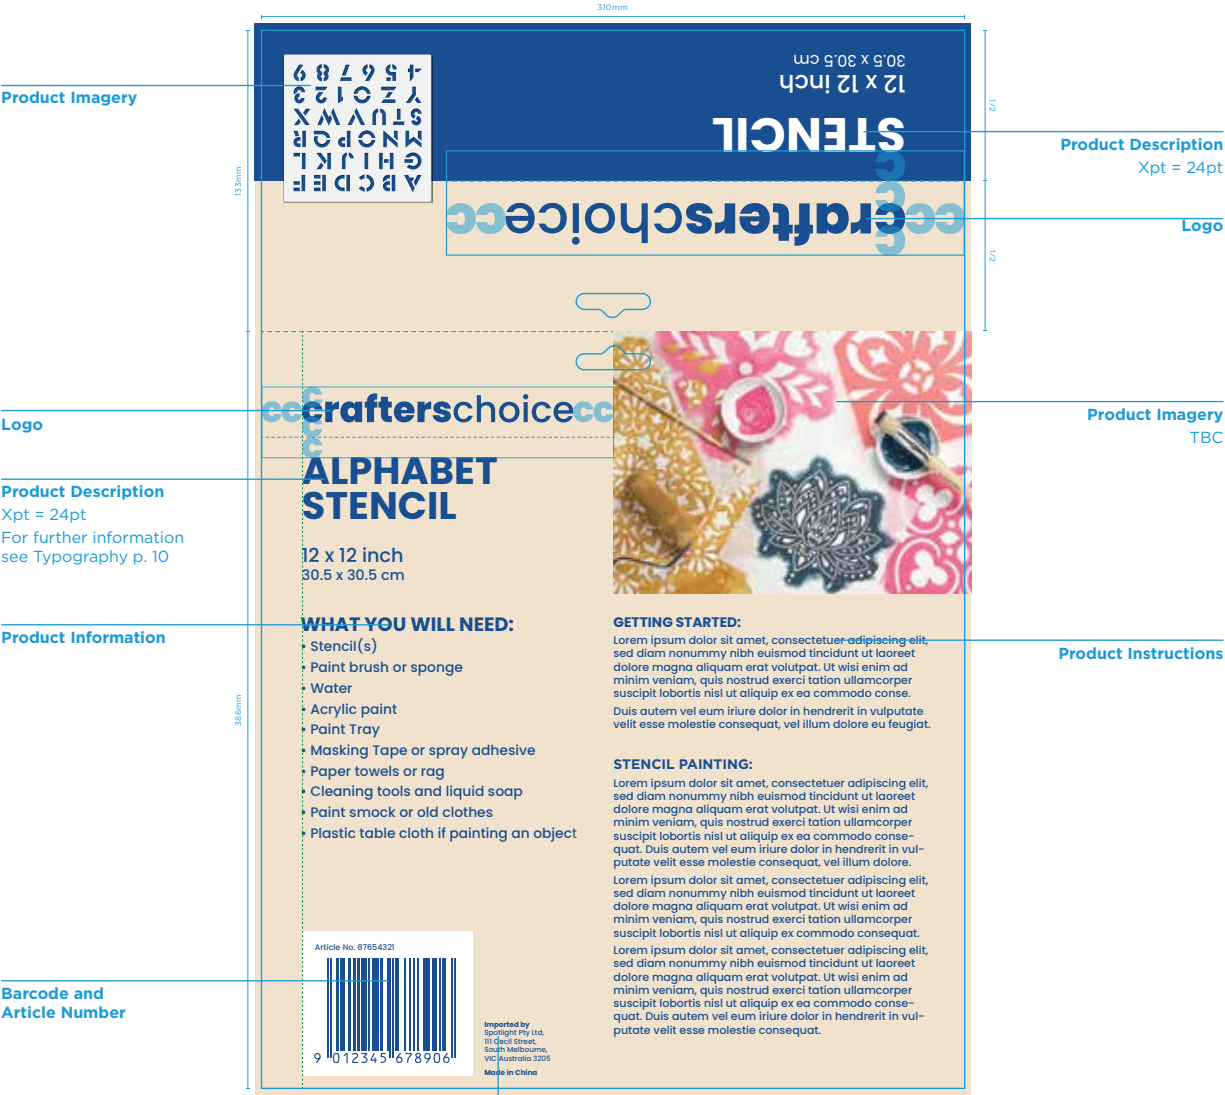 310mm
Product Imagery
A B C D E F
G H I J K L
M N O P Q R
S T U V W X
Y Z O 1 2 3
4 5 6 7 8 9
133mm
1/2
1/2
30.5 x 30.5 cm
12 x 12 inch
STENCIL
Product Description
Xpt = 24pt
cccrafterschoicecc
Logo
cccrafterschoicecc
Logo
Product Imagery
TBC
ALPHABET
STENCIL
Product Description
Xpt = 24pt
For further information
see Typography p. 10
12 x 12 inch
30.5 x 30.5 cm
Product Information
WHAT YOU WILL NEED:
• Stencil(s)
• Paint brush or sponge
• Water
• Acrylic paint
• Paint Tray
• Masking Tape or spray adhesive
• Paper towels or rag
• Cleaning tools and liquid soap
• Paint smock or old clothes
• Plastic table cloth if painting an object
386mm
GETTING STARTED:
Lorem ipsum dolor sit amet, consectetuer adipiscing elit,
sed diam nonummy nibh euismod tincidunt ut laoreet
dolore magna aliquam erat volutpat. Ut wisi enim ad
minim veniam, quis nostrud exerci tation ullamcorper
suscipit lobortis nisl ut aliquip ex ea commodo conse.
Duis autem vel eum iriure dolor in hendrerit in vulputate
velit esse molestie consequat, vel illum dolore eu feugiat.
Product Instructions
STENCIL PAINTING:
Lorem ipsum dolor sit amet, consectetuer adipiscing elit,
sed diam nonummy nibh euismod tincidunt ut laoreet
dolore magna aliquam erat volutpat. Ut wisi enim ad
minim veniam, quis nostrud exerci tation ullamcorper
suscipit lobortis nisl ut aliquip ex ea commodo conse-
quat. Duis autem vel eum iriure dolor in hendrerit in vul-
putate velit esse molestie consequat, vel illum dolore.
Lorem ipsum dolor sit amet, consectetuer adipiscing elit,
sed diam nonummy nibh euismod tincidunt ut laoreet
dolore magna aliquam erat volutpat. Ut wisi enim ad
minim veniam, quis nostrud exerci tation ullamcorper
suscipit lobortis nisl ut aliquip ex commodo consequat.
Lorem ipsum dolor sit amet, consectetuer adipiscing elit,
sed diam nonummy nibh euismod tincidunt ut laoreet
dolore magna aliquam erat volutpat. Ut wisi enim ad
minim veniam, quis nostrud exerci tation ullamcorper
suscipit lobortis nisl ut aliquip ex ea commodo conse-
quat. Duis autem vel eum iriure dolor in hendrerit in vul-
putate velit esse molestie consequat.
Article No. 87654321
9 012345 678906
Barcode and
Article Number
Imported by
Spotlight Pty Ltd,
111 Cecil Street,
South Melbourne,
VIC Australia 3205
Made in China